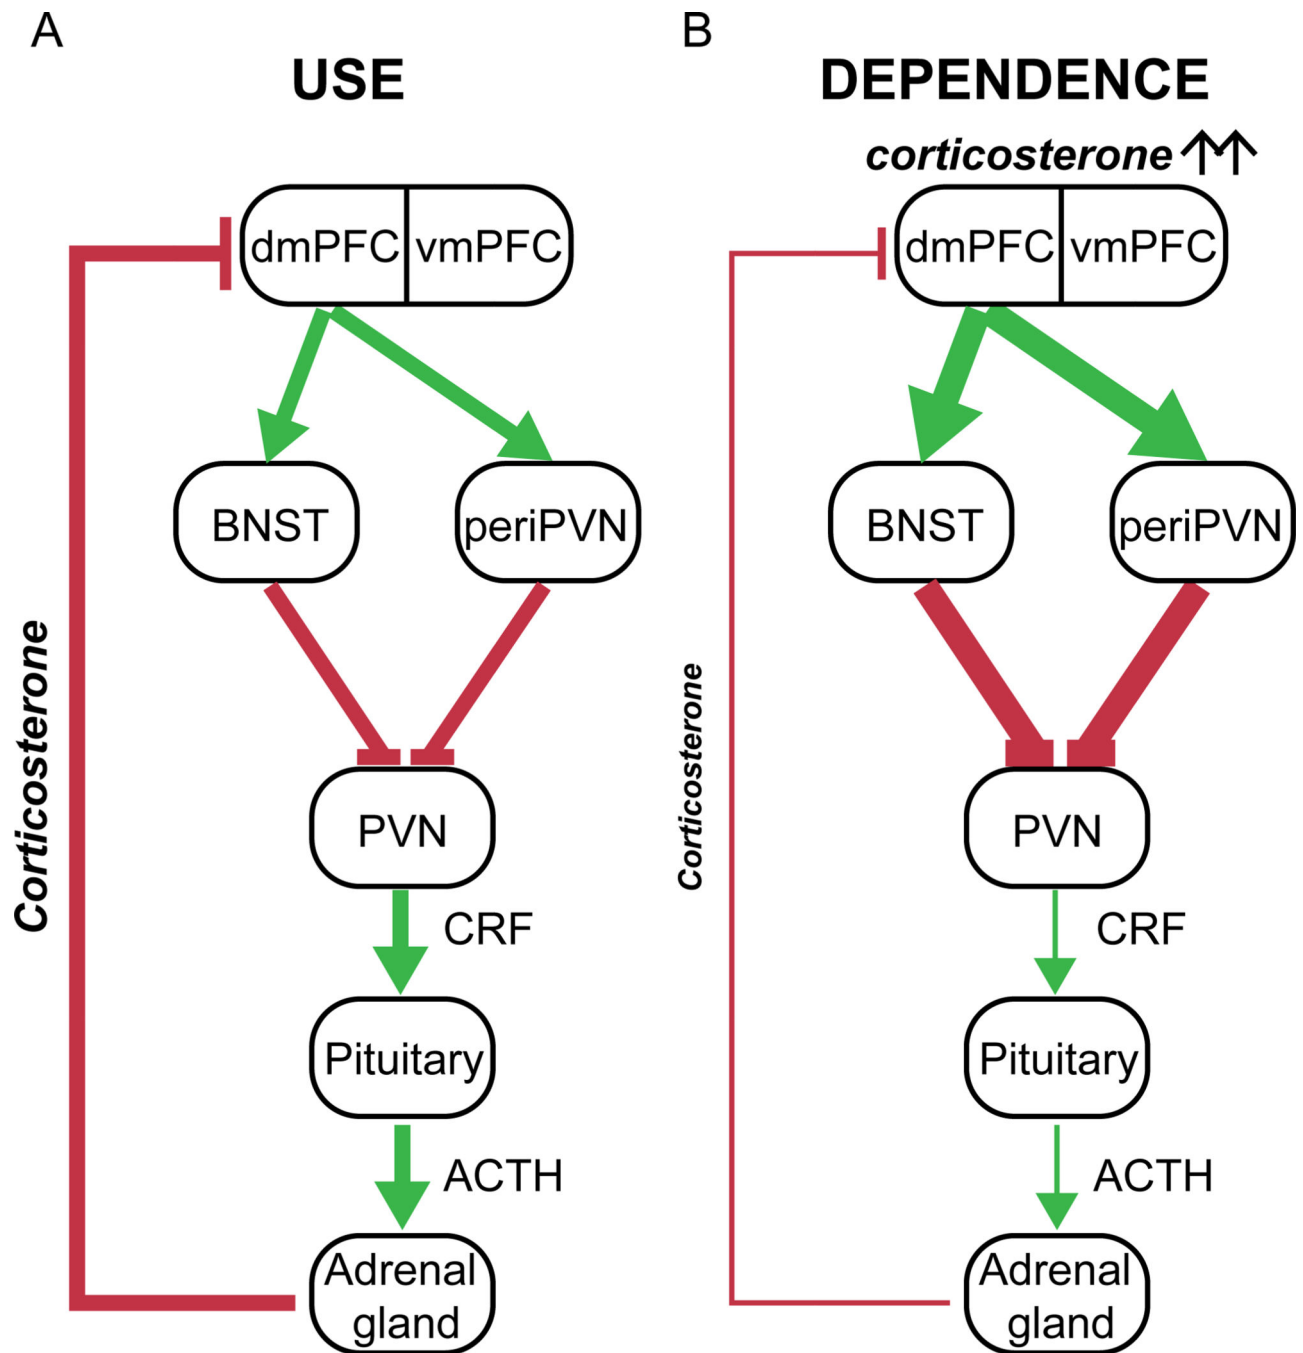 A
USE
dmPFC
vmPFC
BNST
periPVN
PVN
CRF
Pituitary
ACTH
Adrenal
gland
Corticosterone
B
DEPENDENCE
corticosterone ↑↑
dmPFC
vmPFC
BNST
periPVN
PVN
CRF
Pituitary
ACTH
Adrenal
gland
Corticosterone